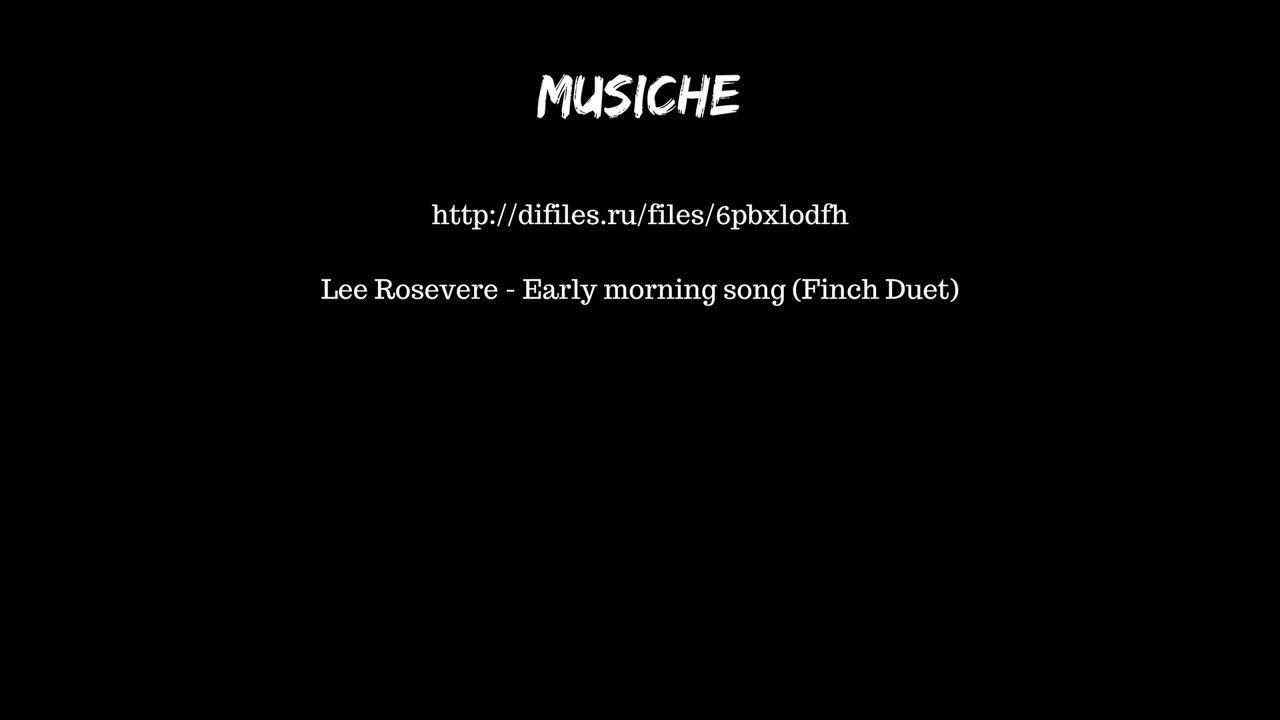 MUSICHE
http://difiles.ru/files/6pbxlodfh
Lee Rosevere - Early morning song (Finch Duet)